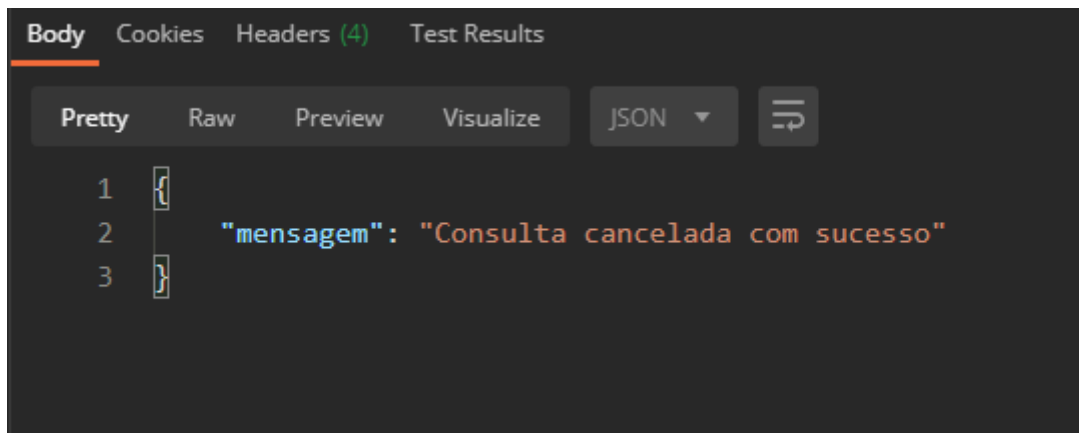 Body Cookies Headers (4) Test Results
Pretty Raw Preview Visualize JSON
1 {
2 "mensagem": "Consulta cancelada com sucesso"
3 }